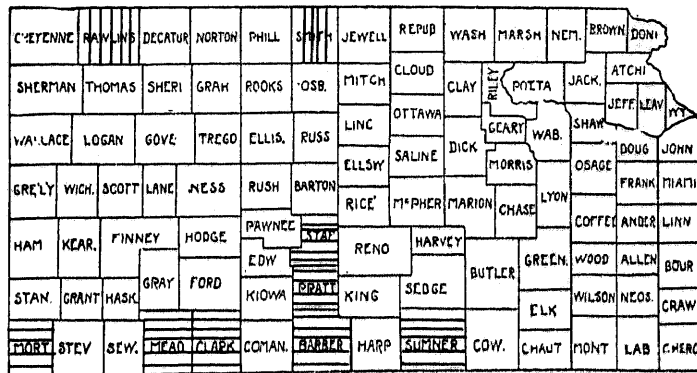 CHEYENNE RAWLINS DECATUR NORTON PHILL SMITH JEWELL REPUB WASH MARSH NEM. BROWN DONI
SHERMAN THOMAS SHERI GRAH ROOKS OSB. MITCH CLOUD CLAY RILEY POTTA JACK. ATCHI
JEFF. LEAV WY
WALLACE LOGAN GOVE TREGO ELLIS. RUSS LINC OTTAWA DICK GEARY WAB. SHAW DOUG JOHN
ELLSW SALINE MORRIS OSAGE
GRE'LY WICH. SCOTT LANE NESS RUSH BARTON RICE MCPHER MARION CHASE LYON FRANK MIAMI
HAM KEAR. FINNEY HODGE PAWNEE STAF RENO HARVEY COFFEE ANDER LINN
GRAY FORD EDW BUTLER GREEN. WOOD ALLEN BOUR
STAN. GRANT HASK. KIOWA PRATT KING SEDGE ELK WILSON NEOS. CRAW
MORT STEV SEW. MEAD CLARK COMAN. BARBER HARP SUMNER COW. CHAUT MONT LAB CHERO